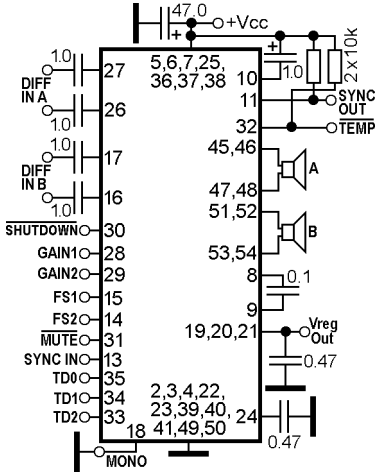 47.0
+Vcc
+
+
1.0
DIFF
IN A
1.0
27
26
5,6,7,25,
36,37,38
10
1.0
2x10k
11
SYNC
OUT
32
TEMP
1.0
DIFF
IN B
1.0
17
16
45,46
47,48
A
51,52
53,54
B
SHUTDOWN
30
GAIN1
28
GAIN2
29
FS1
15
FS2
14
MUTE
31
SYNC IN
13
TD0
35
TD1
34
TD2
33
8
0.1
9
19,20,21
Vreg
Out
0.47
2,3,4,22,
23,39,40,
41,49,50
24
0.47
18
MONO